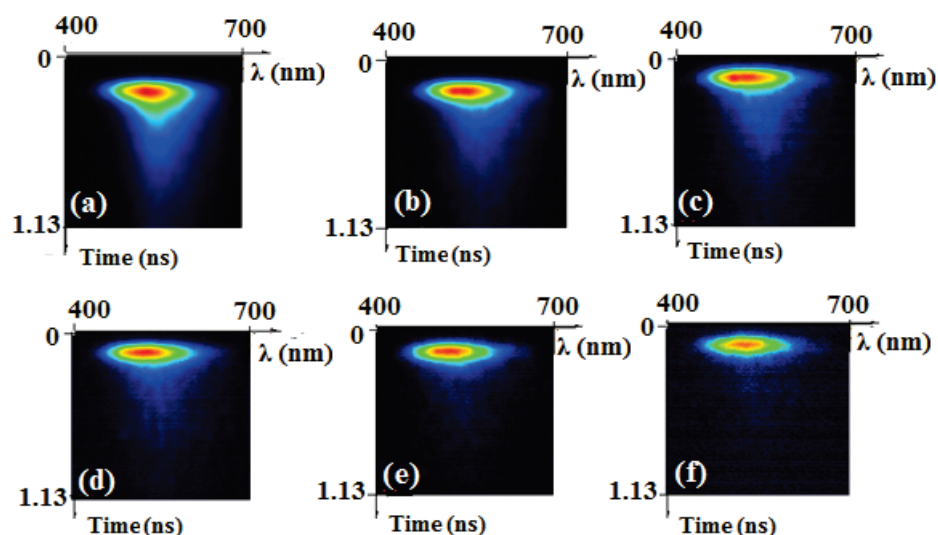 400 700
0
λ (nm)
(a)
1.13
Time (ns)
400 700
0
λ (nm)
(b)
1.13
Time (ns)
400 700
0
λ (nm)
(c)
1.13
Time (ns)
400 700
0
λ (nm)
(d)
1.13
Time (ns)
400 700
0
λ (nm)
(e)
1.13
Time (ns)
400 700
0
λ (nm)
(f)
1.13
Time (ns)